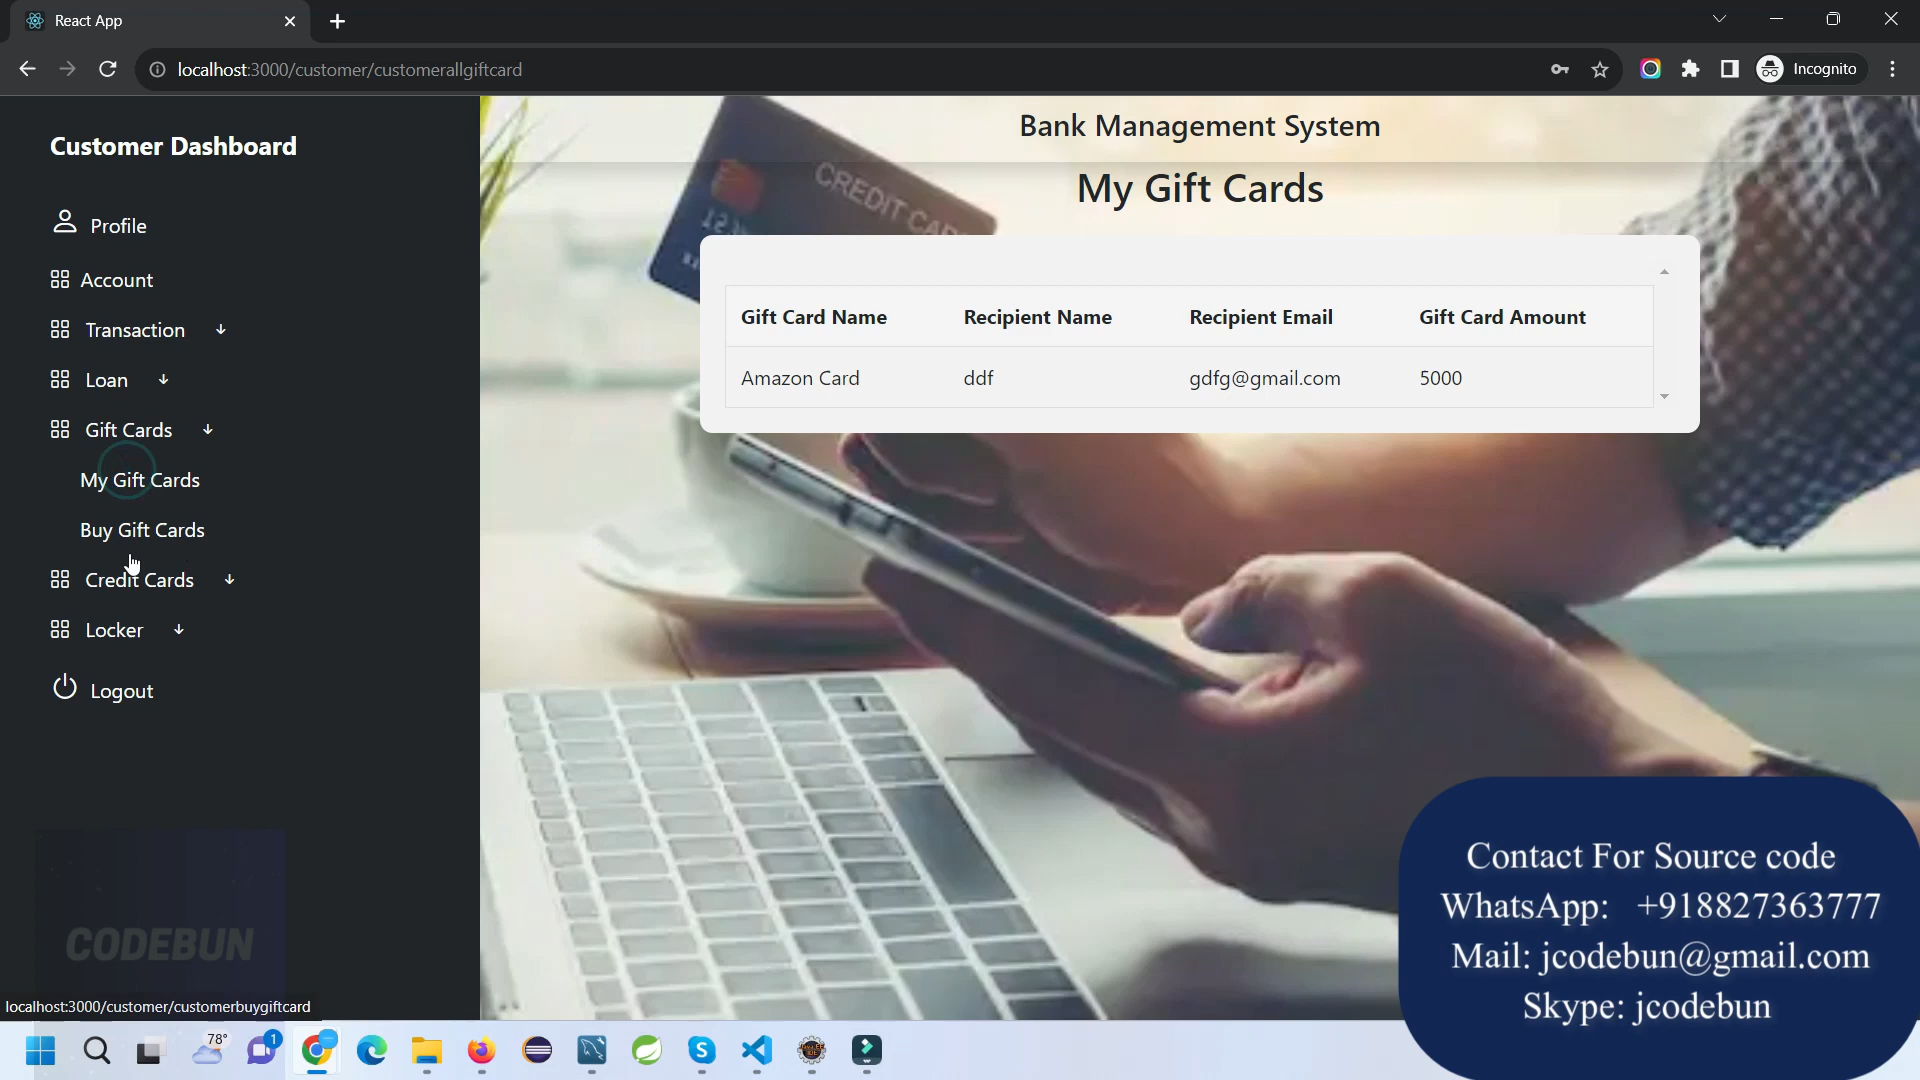 React App
localhost:3000/customer/customerallgiftcard
Incognito
Customer Dashboard
Profile
Account
Transaction
Loan
Gift Cards
My Gift Cards
Buy Gift Cards
Credit Cards
Locker
Logout
CODEBUN
localhost:3000/customer/customerbuygiftcard
Bank Management System
My Gift Cards
CREDIT CARD
Gift Card Name Recipient Name Recipient Email Gift Card Amount
Amazon Card ddf gdfg@gmail.com 5000
Contact For Source code
WhatsApp: +918827363777
Mail: jcodebun@gmail.com
Skype: jcodebun
78°
1